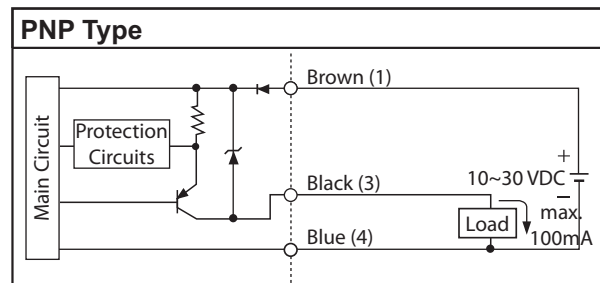 PNP Type
Brown (1)
Main Circuit
Protection
Circuits
+
10~30 VDC
Black (3)
−
Load
max.
100mA
Blue (4)